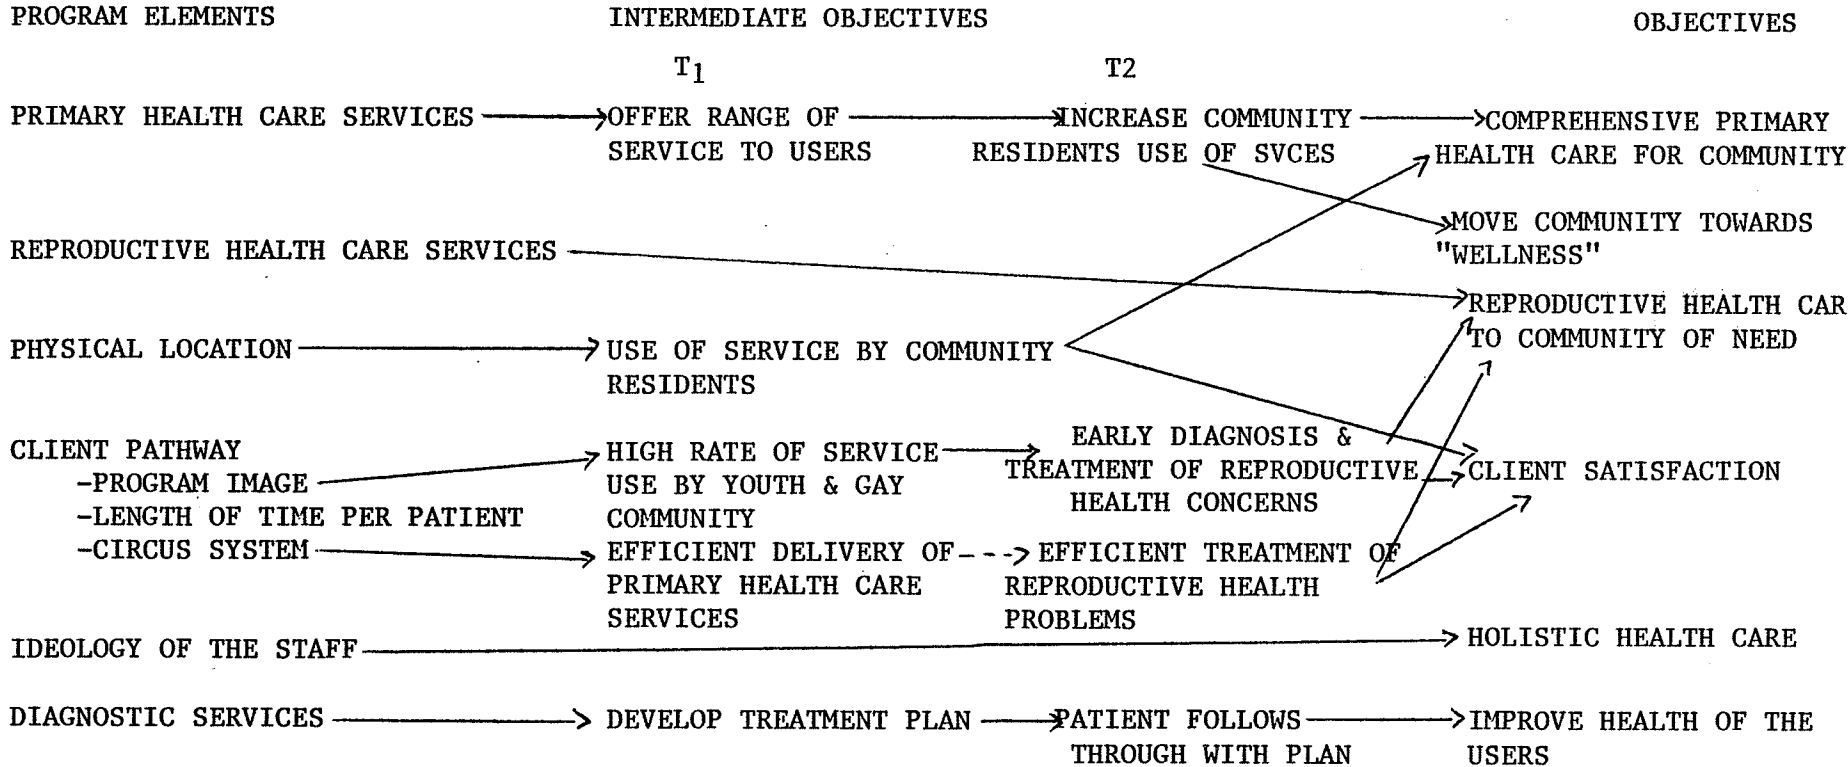 PROGRAM ELEMENTS
INTERMEDIATE OBJECTIVES
OBJECTIVES
T1
T2
PRIMARY HEALTH CARE SERVICES
OFFER RANGE OF
SERVICE TO USERS
INCREASE COMMUNITY
RESIDENTS USE OF SVCES
COMPREHENSIVE PRIMARY
HEALTH CARE FOR COMMUNITY
MOVE COMMUNITY TOWARDS
"WELLNESS"
REPRODUCTIVE HEALTH CARE SERVICES
REPRODUCTIVE HEALTH CAR
TO COMMUNITY OF NEED
PHYSICAL LOCATION
USE OF SERVICE BY COMMUNITY
RESIDENTS
CLIENT PATHWAY
-PROGRAM IMAGE
-LENGTH OF TIME PER PATIENT
-CIRCUS SYSTEM
HIGH RATE OF SERVICE
USE BY YOUTH & GAY
COMMUNITY
EARLY DIAGNOSIS &
TREATMENT OF REPRODUCTIVE
HEALTH CONCERNS
CLIENT SATISFACTION
EFFICIENT DELIVERY OF
PRIMARY HEALTH CARE
SERVICES
EFFICIENT TREATMENT OF
REPRODUCTIVE HEALTH
PROBLEMS
IDEOLOGY OF THE STAFF
HOLISTIC HEALTH CARE
DIAGNOSTIC SERVICES
DEVELOP TREATMENT PLAN
PATIENT FOLLOWS
THROUGH WITH PLAN
IMPROVE HEALTH OF THE
USERS